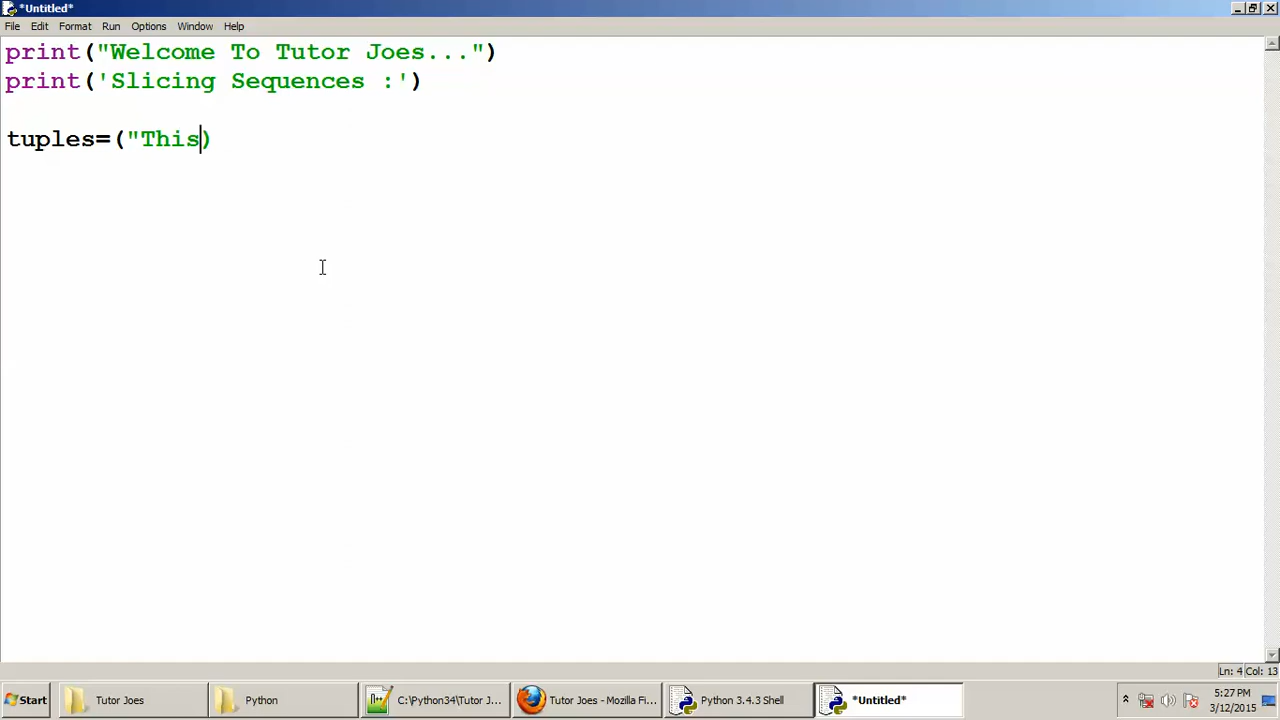 *Untitled*
File Edit Format Run Options Window Help
print("Welcome To Tutor Joes...")
print('Slicing Sequences :')
tuples=("This)
Ln: 4 Col: 13
Start Tutor Joes Python C:\Python34\Tutor J... Tutor Joes - Mozilla Fi... Python 3.4.3 Shell *Untitled* 5:27 PM
3/12/2015